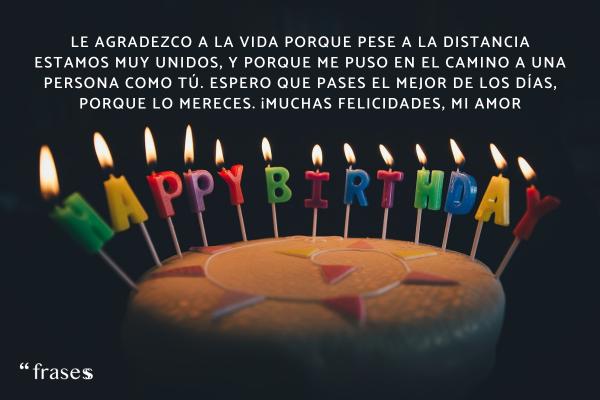 LE AGRADEZCO A LA VIDA PORQUE PESE A LA DISTANCIA
ESTAMOS MUY UNIDOS, Y PORQUE ME PUSO EN EL CAMINO A UNA
PERSONA COMO TÚ. ESPERO QUE PASES EL MEJOR DE LOS DÍAS,
PORQUE LO MERECES. ¡MUCHAS FELICIDADES, MI AMOR
HAPPY BIRTHDAY
“frasess